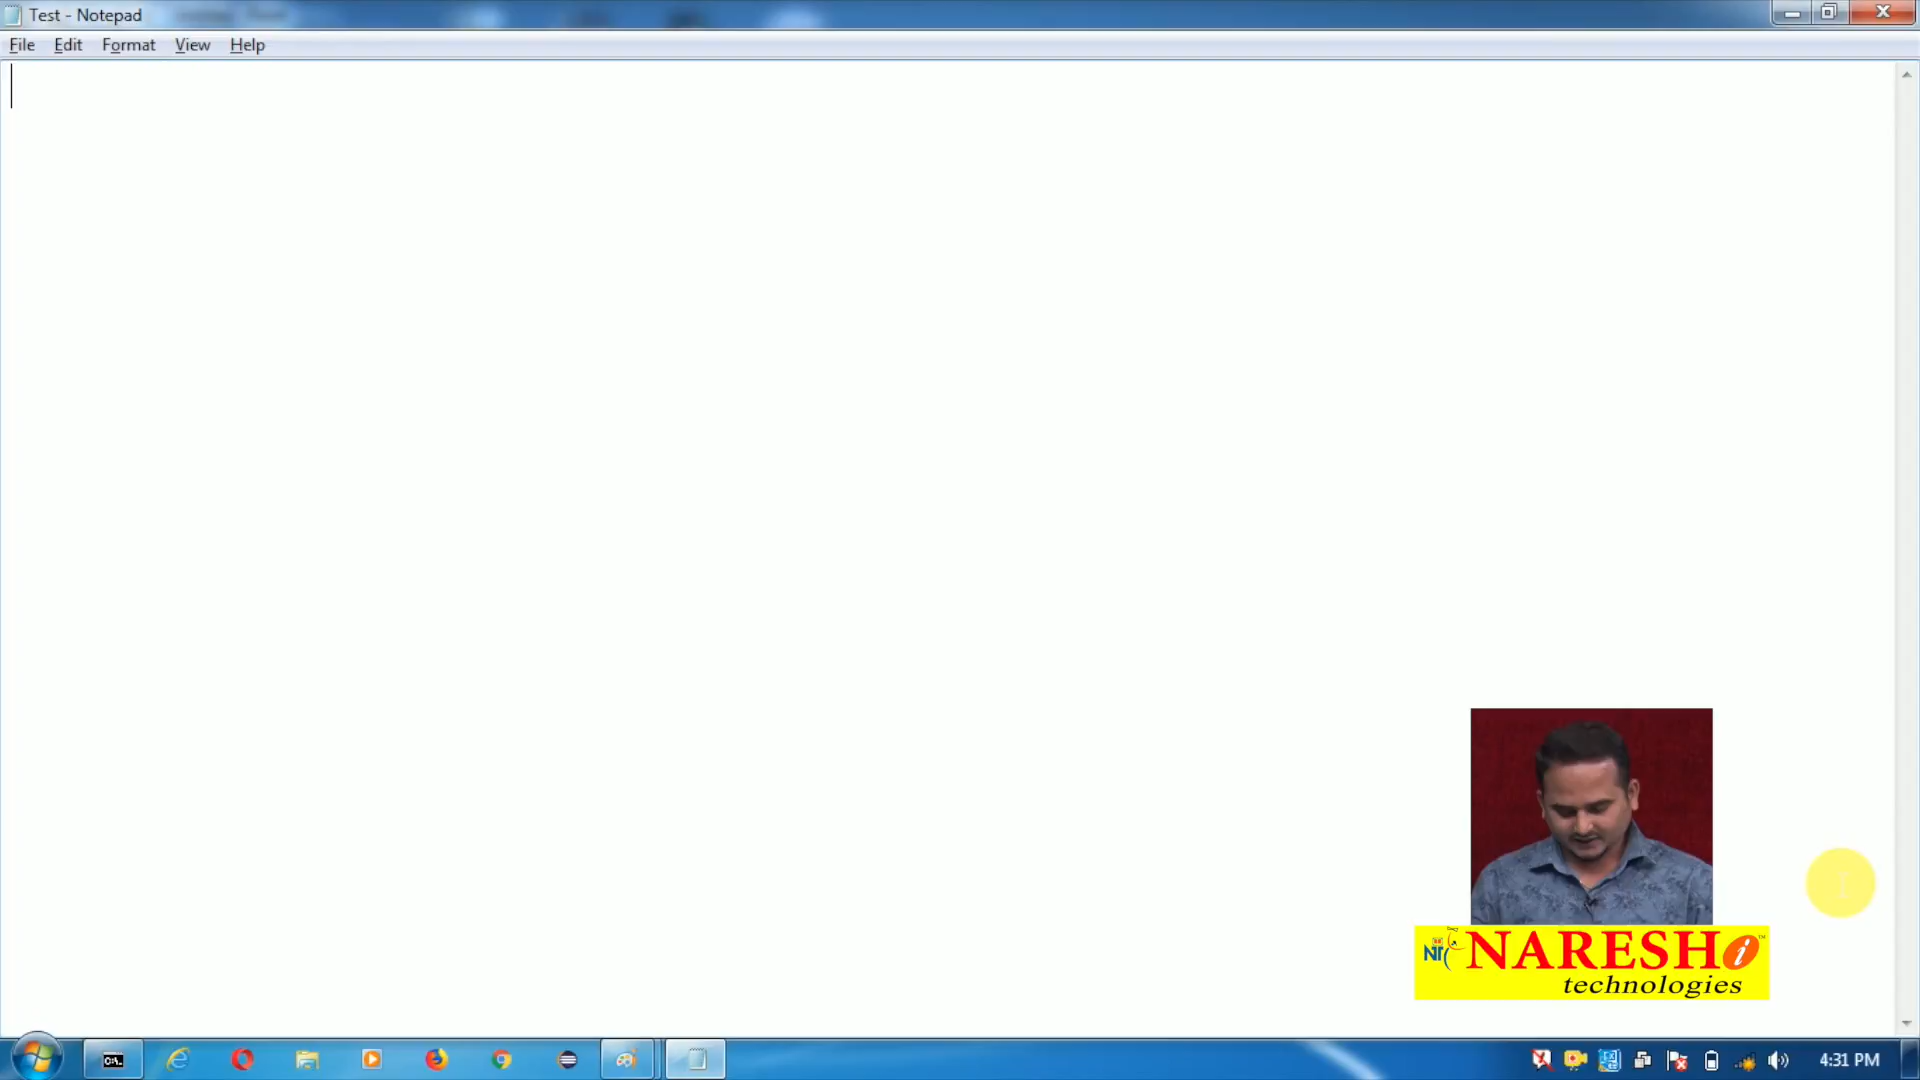 Test - Notepad
File Edit Format View Help
NARESH i
technologies
4:31 PM